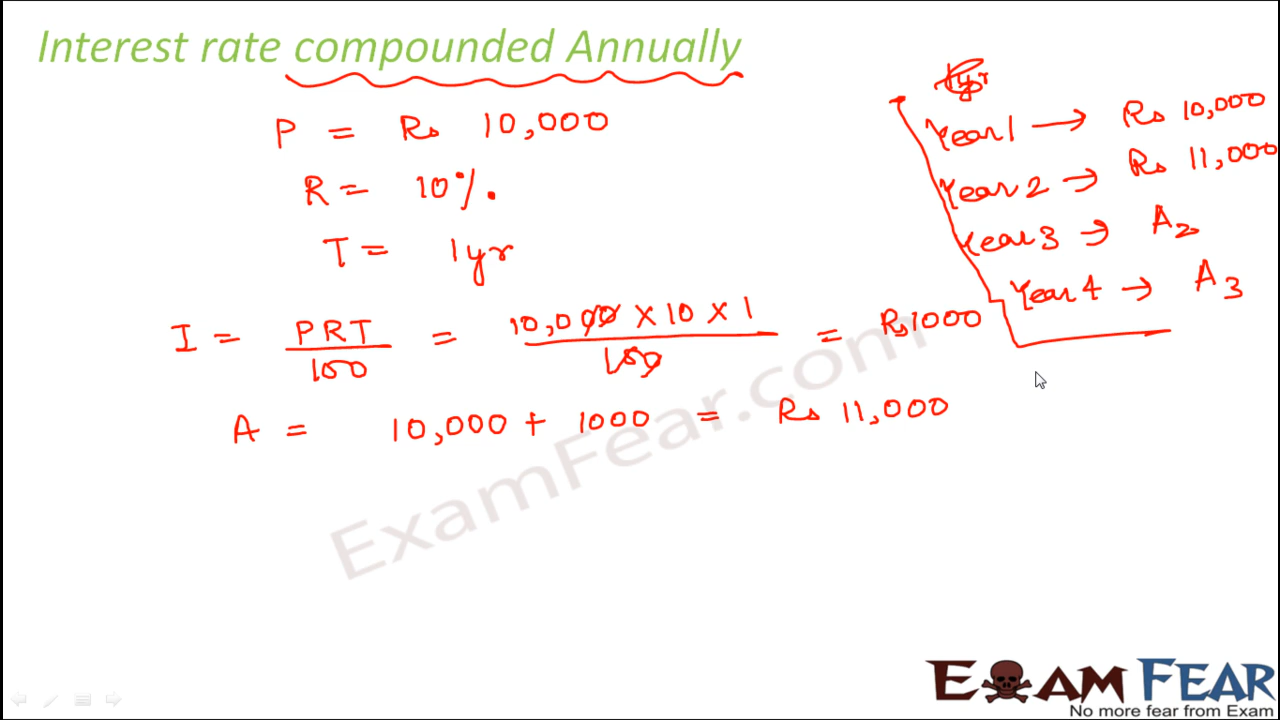 Interest rate compounded Annually
P = Rs 10,000
R = 10%.
T = 1yr
I = PRT/100 = 10,000 × 10 × 1/100 = Rs 1000
A = 10,000 + 1000 = Rs 11,000
Year 1 → Rs 10,000
Year 2 → Rs 11,000
Year 3 → A2
Year 4 → A3
ExamFear.com
EXAM FEAR
No more fear from Exam